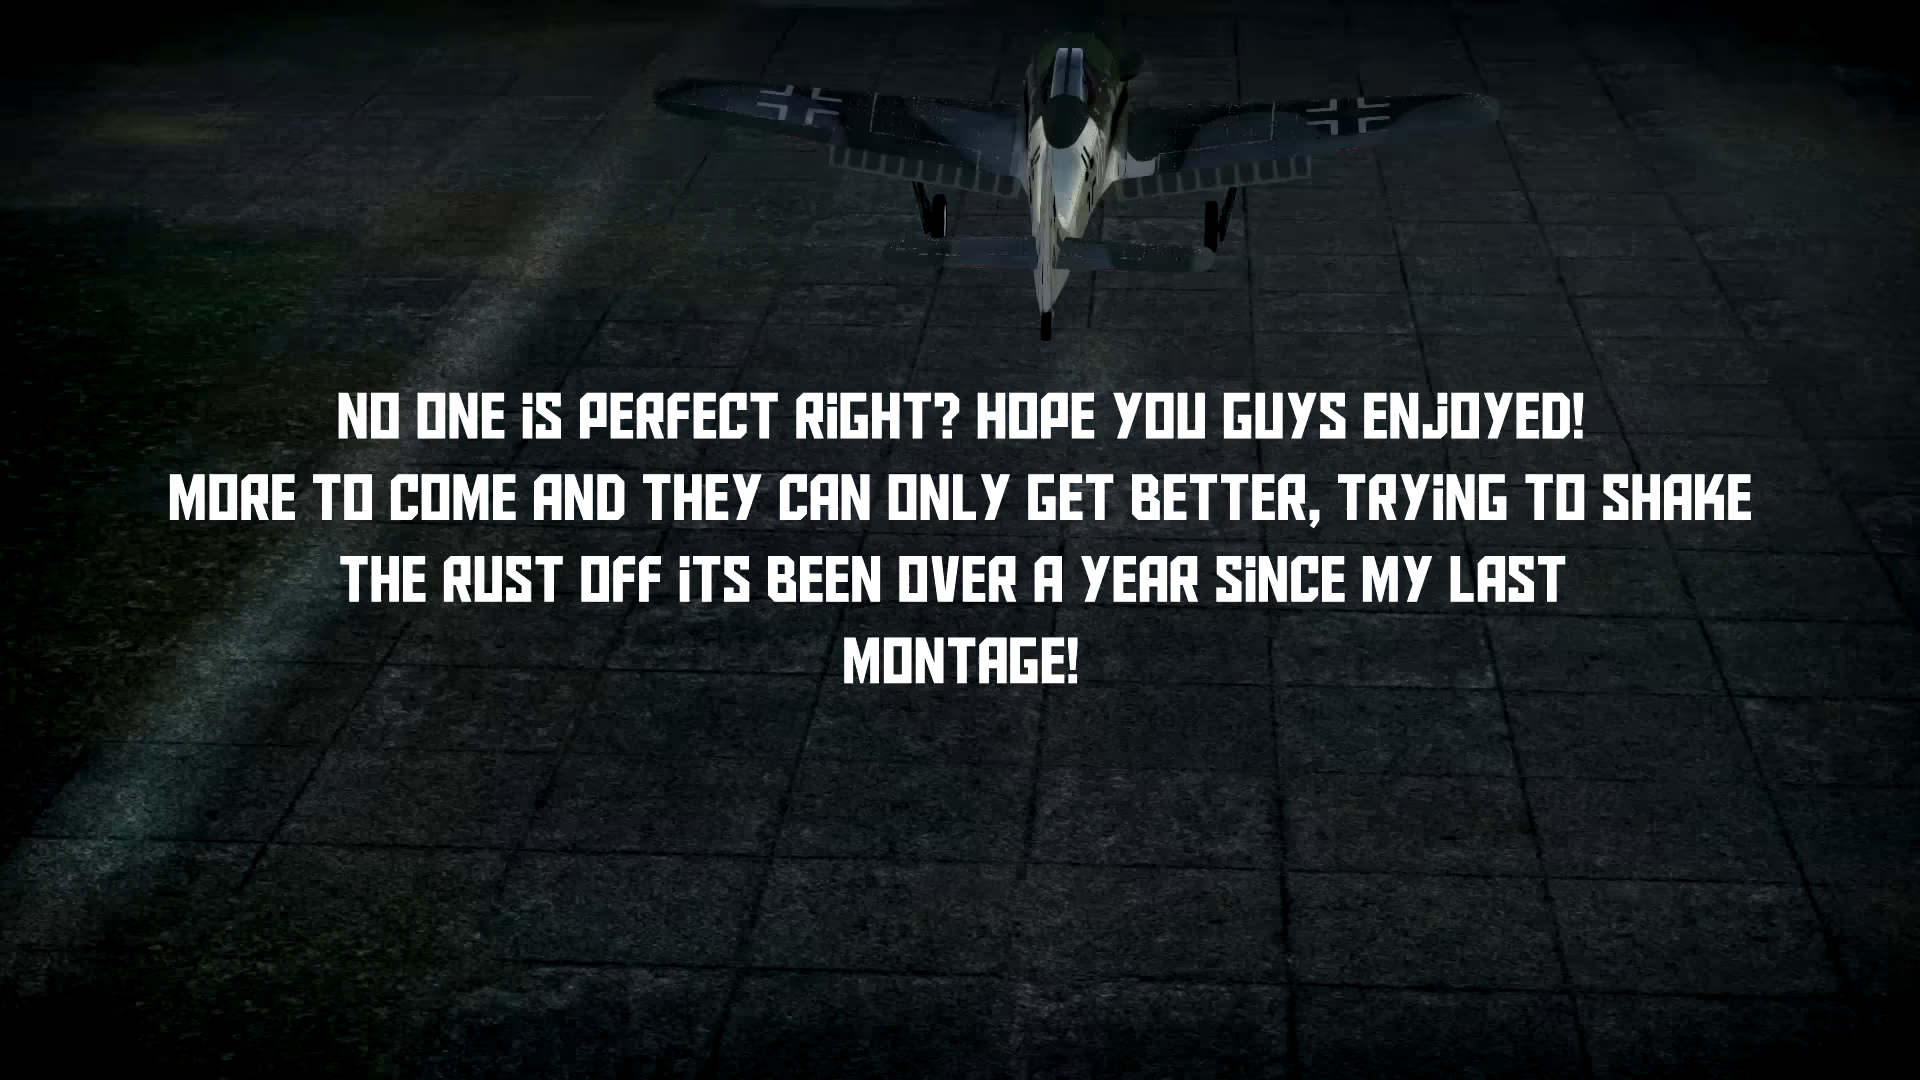 NO ONE iS PERFECT RiGHT? HOPE YOU GUYS ENJOYED!
MORE TO COME AND THEY CAN ONLY GET BETTER, TRYiNG TO SHAKE
THE RUST OFF iTS BEEN OVER A YEAR SiNCE MY LAST
MONTAGE!